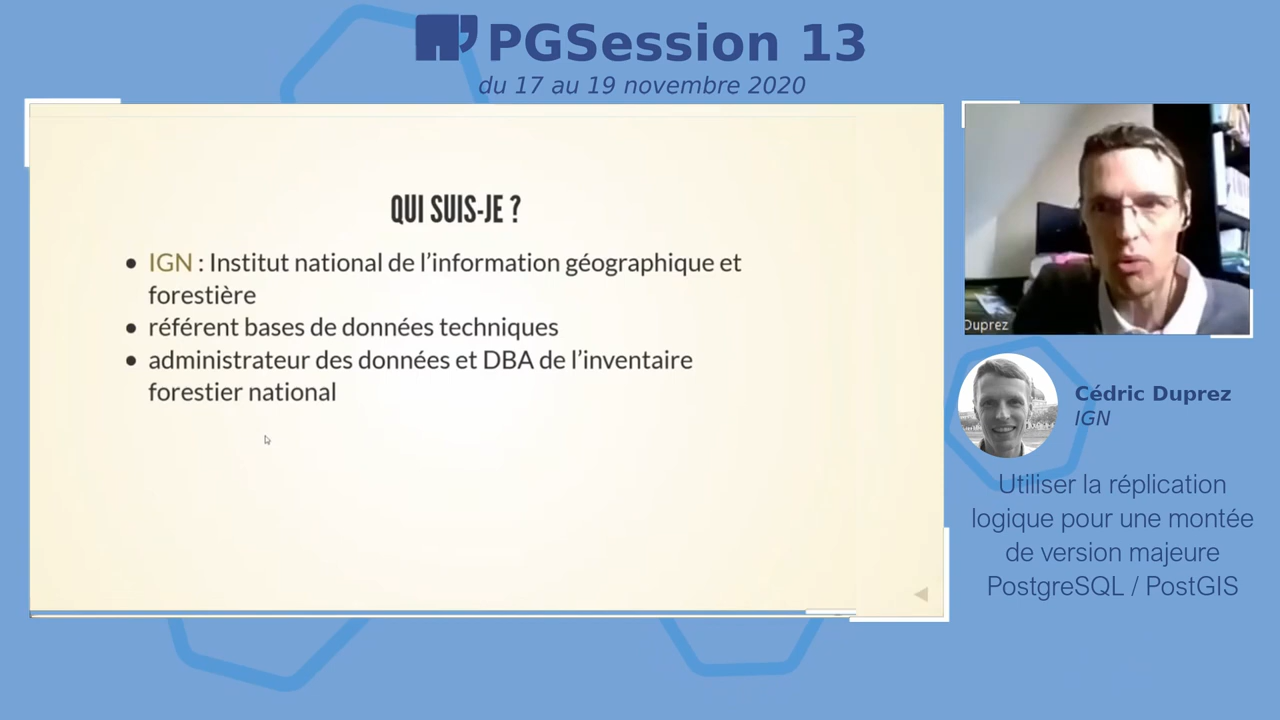 PGSession 13
du 17 au 19 novembre 2020
QUI SUIS-JE ?
IGN : Institut national de l'information géographique et
forestière
référent bases de données techniques
administrateur des données et DBA de l'inventaire
forestier national
Duprez
Cédric Duprez
IGN
Utiliser la réplication
logique pour une montée
de version majeure
PostgreSQL / PostGIS